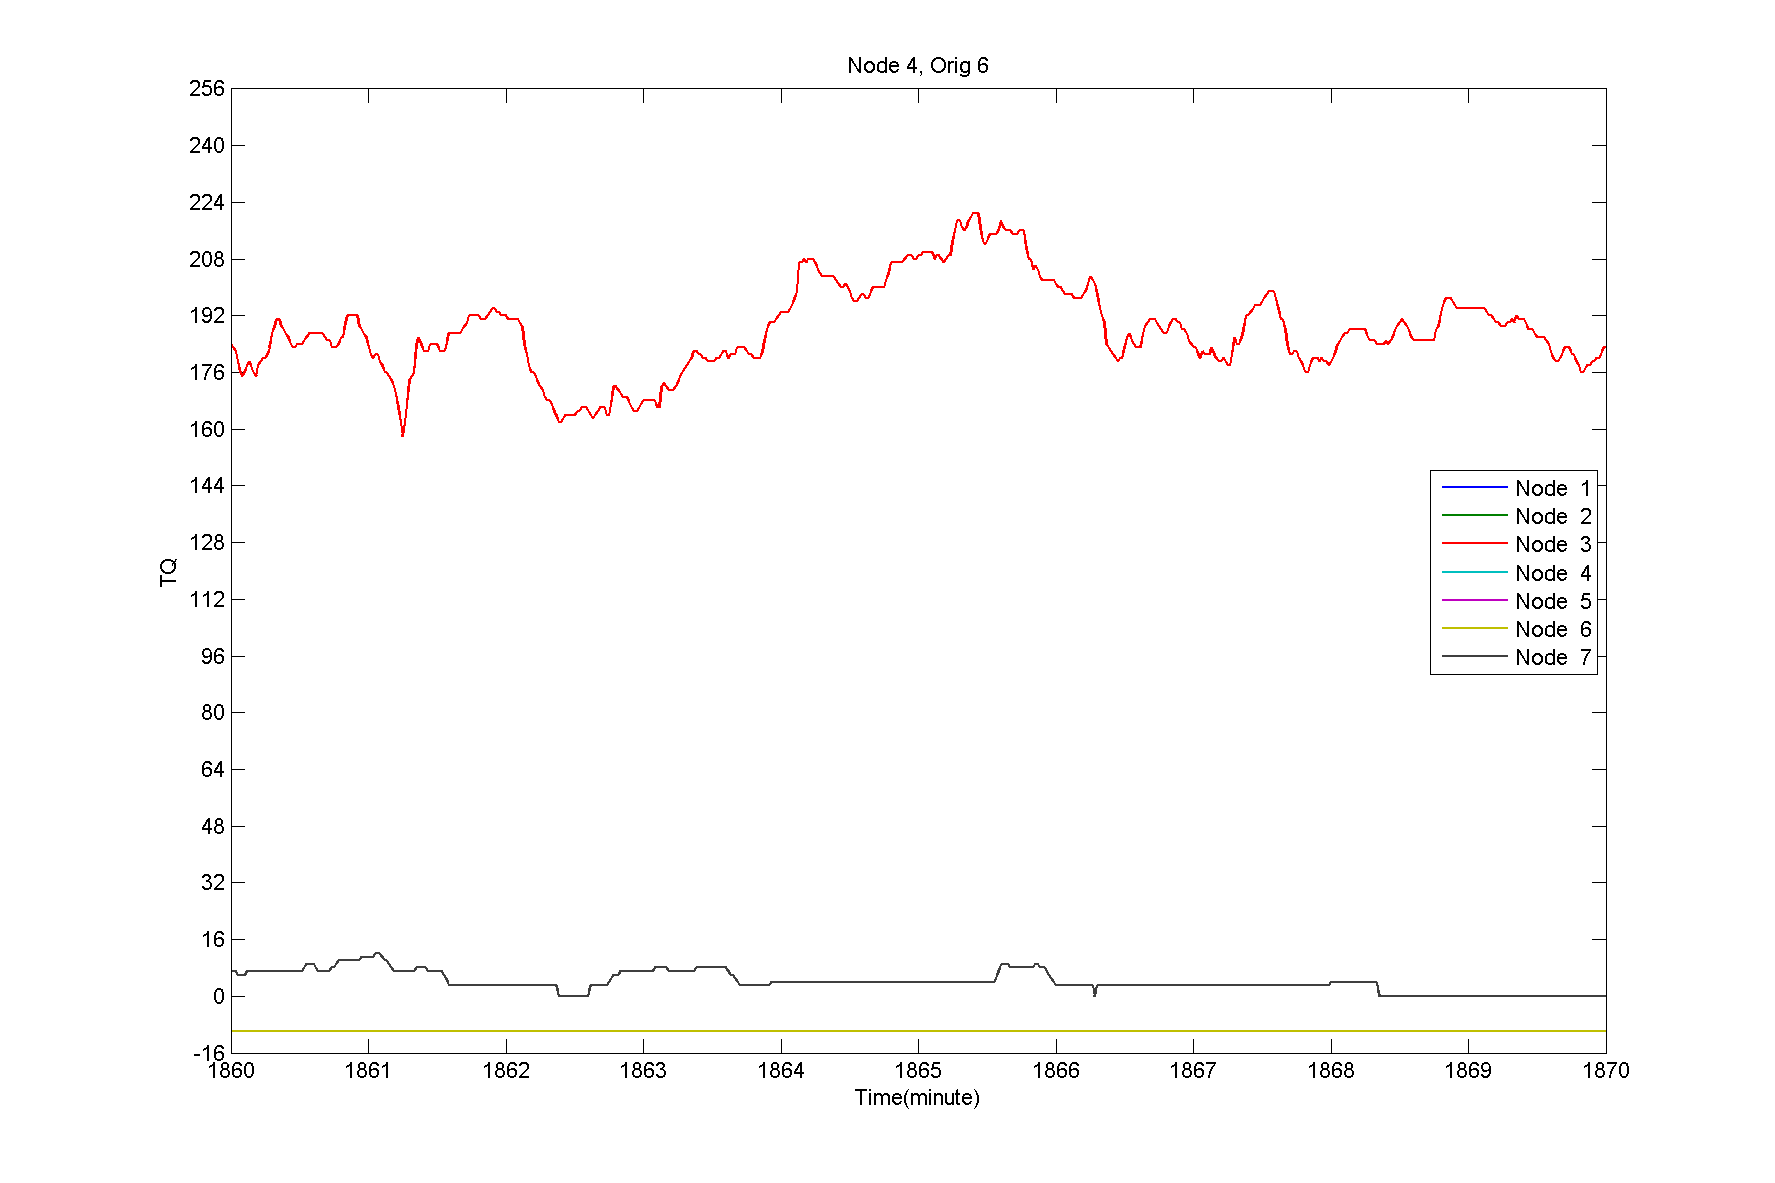 Node 4, Orig 6
256
240
224
208
192
176
160
144
128
112
96
80
64
48
32
16
0
-16
TQ
Node 1
Node 2
Node 3
Node 4
Node 5
Node 6
Node 7
1860 1861 1862 1863 1864 1865 1866 1867 1868 1869 1870
Time(minute)